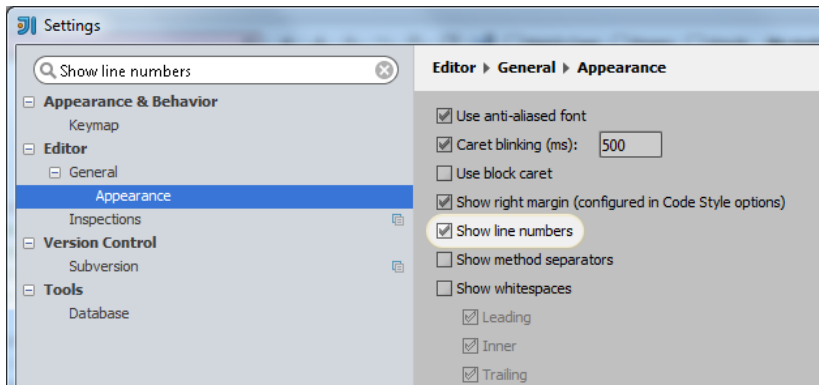 Settings
Show line numbers
Appearance & Behavior
Keymap
Editor
General
Appearance
Inspections
Version Control
Subversion
Tools
Database
Editor ▸ General ▸ Appearance
Use anti-aliased font
Caret blinking (ms): 500
Use block caret
Show right margin (configured in Code Style options)
Show line numbers
Show method separators
Show whitespaces
Leading
Inner
Trailing